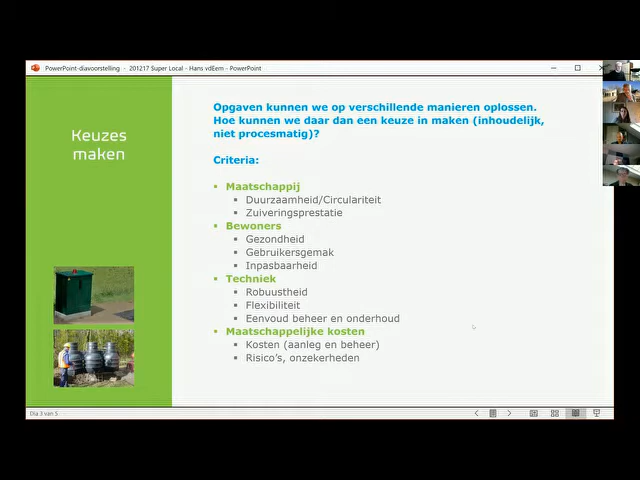 PowerPoint-diavoorstelling - 201217 Super Local - Hans vdEem - PowerPoint
Keuzes
maken
Opgaven kunnen we op verschillende manieren oplossen.
Hoe kunnen we daar dan een keuze in maken (inhoudelijk,
niet procesmatig)?
Criteria:
▪ Maatschappij
▪ Duurzaamheid/Circulariteit
▪ Zuiveringsprestatie
▪ Bewoners
▪ Gezondheid
▪ Gebruikersgemak
▪ Inpasbaarheid
▪ Techniek
▪ Robuustheid
▪ Flexibiliteit
▪ Eenvoud beheer en onderhoud
▪ Maatschappelijke kosten
▪ Kosten (aanleg en beheer)
▪ Risico's, onzekerheden
Dia 3 van 5